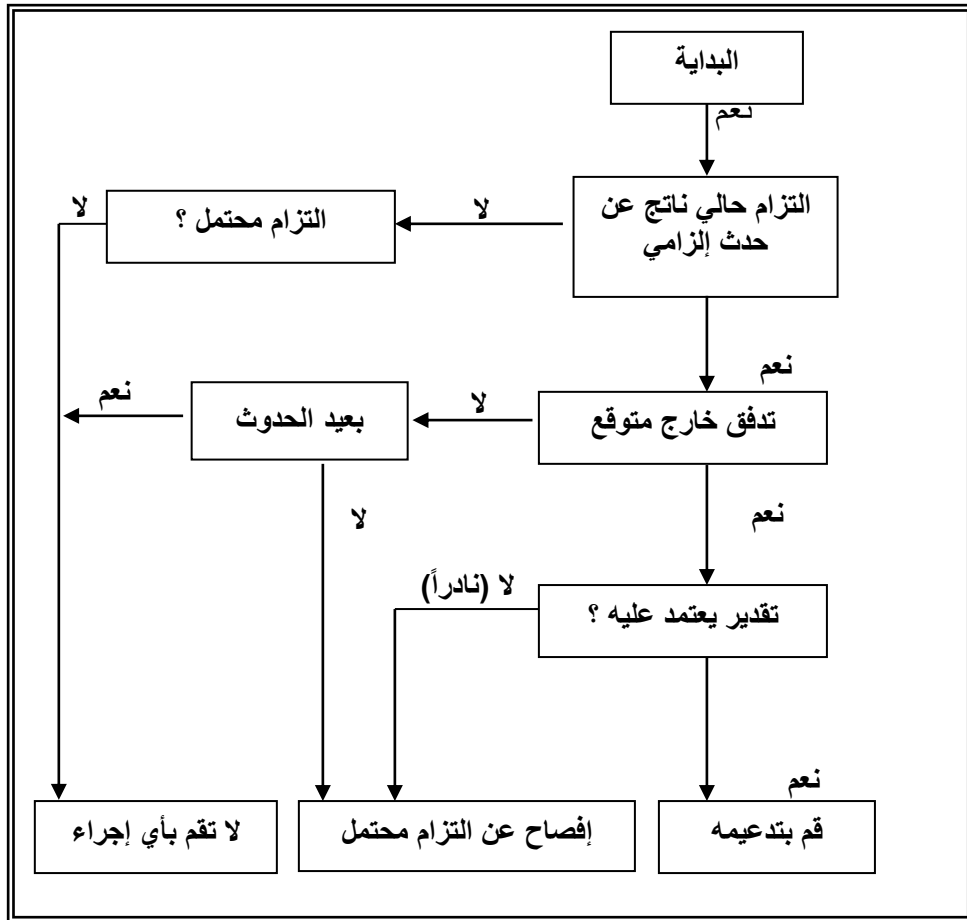 البداية
نعم
التزام حالي ناتج عن
حدث إلزامي
لا
التزام محتمل ؟
لا
نعم
تدفق خارج متوقع
لا
بعيد الحدوث
نعم
نعم
لا
تقدير يعتمد عليه ؟
لا (نادراً)
نعم
قم بتدعيمه
إفصاح عن التزام محتمل
لا تقم بأي إجراء